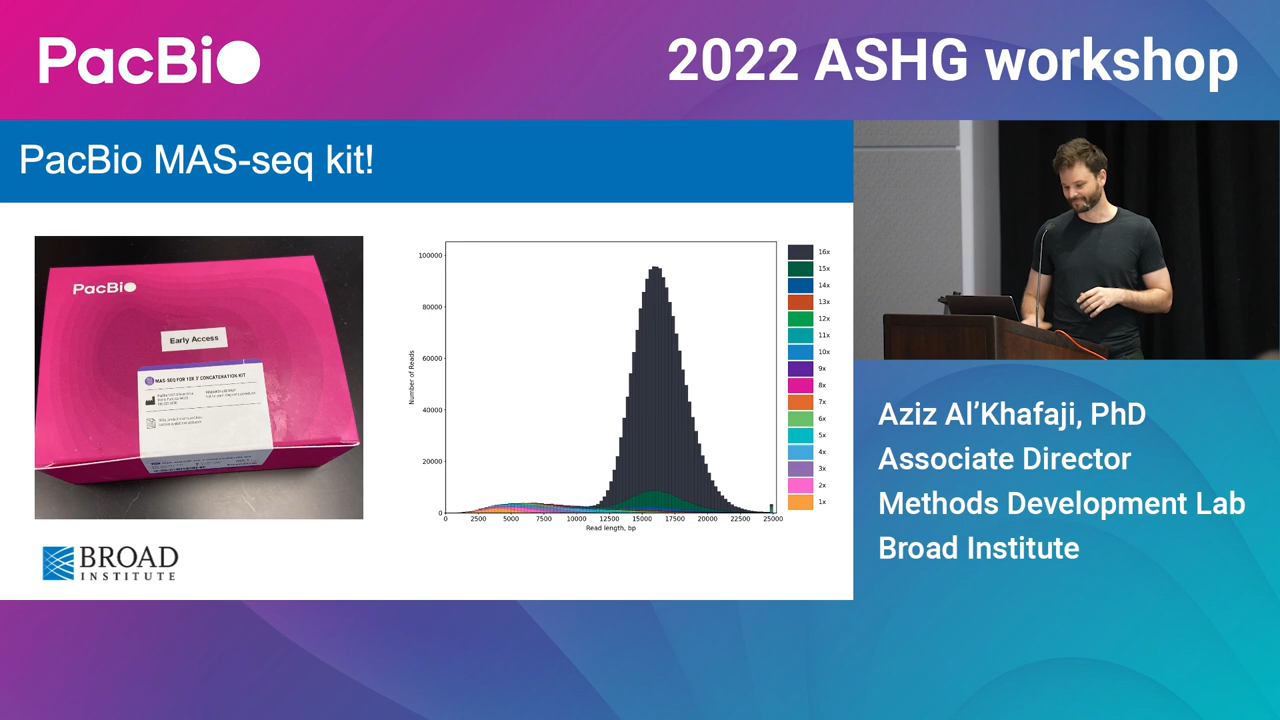 PacBio
2022 ASHG workshop
PacBio MAS-seq kit!
PacBio
Early Access
MAS-SEQ FOR 10X 3' CONCATENATION KIT
Number of Reads
100000
80000
60000
40000
20000
0
0 2500 5000 7500 10000 12500 15000 17500 20000 22500 25000
Read length, bp
16x
15x
14x
13x
12x
11x
10x
9x
8x
7x
6x
5x
4x
3x
2x
1x
BROAD
INSTITUTE
Aziz Al’Khafaji, PhD
Associate Director
Methods Development Lab
Broad Institute